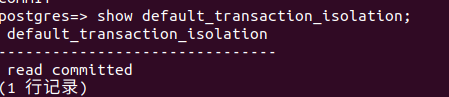 postgres=> show default_transaction_isolation;
default_transaction_isolation
-------------------------------
read committed
(1 行记录)